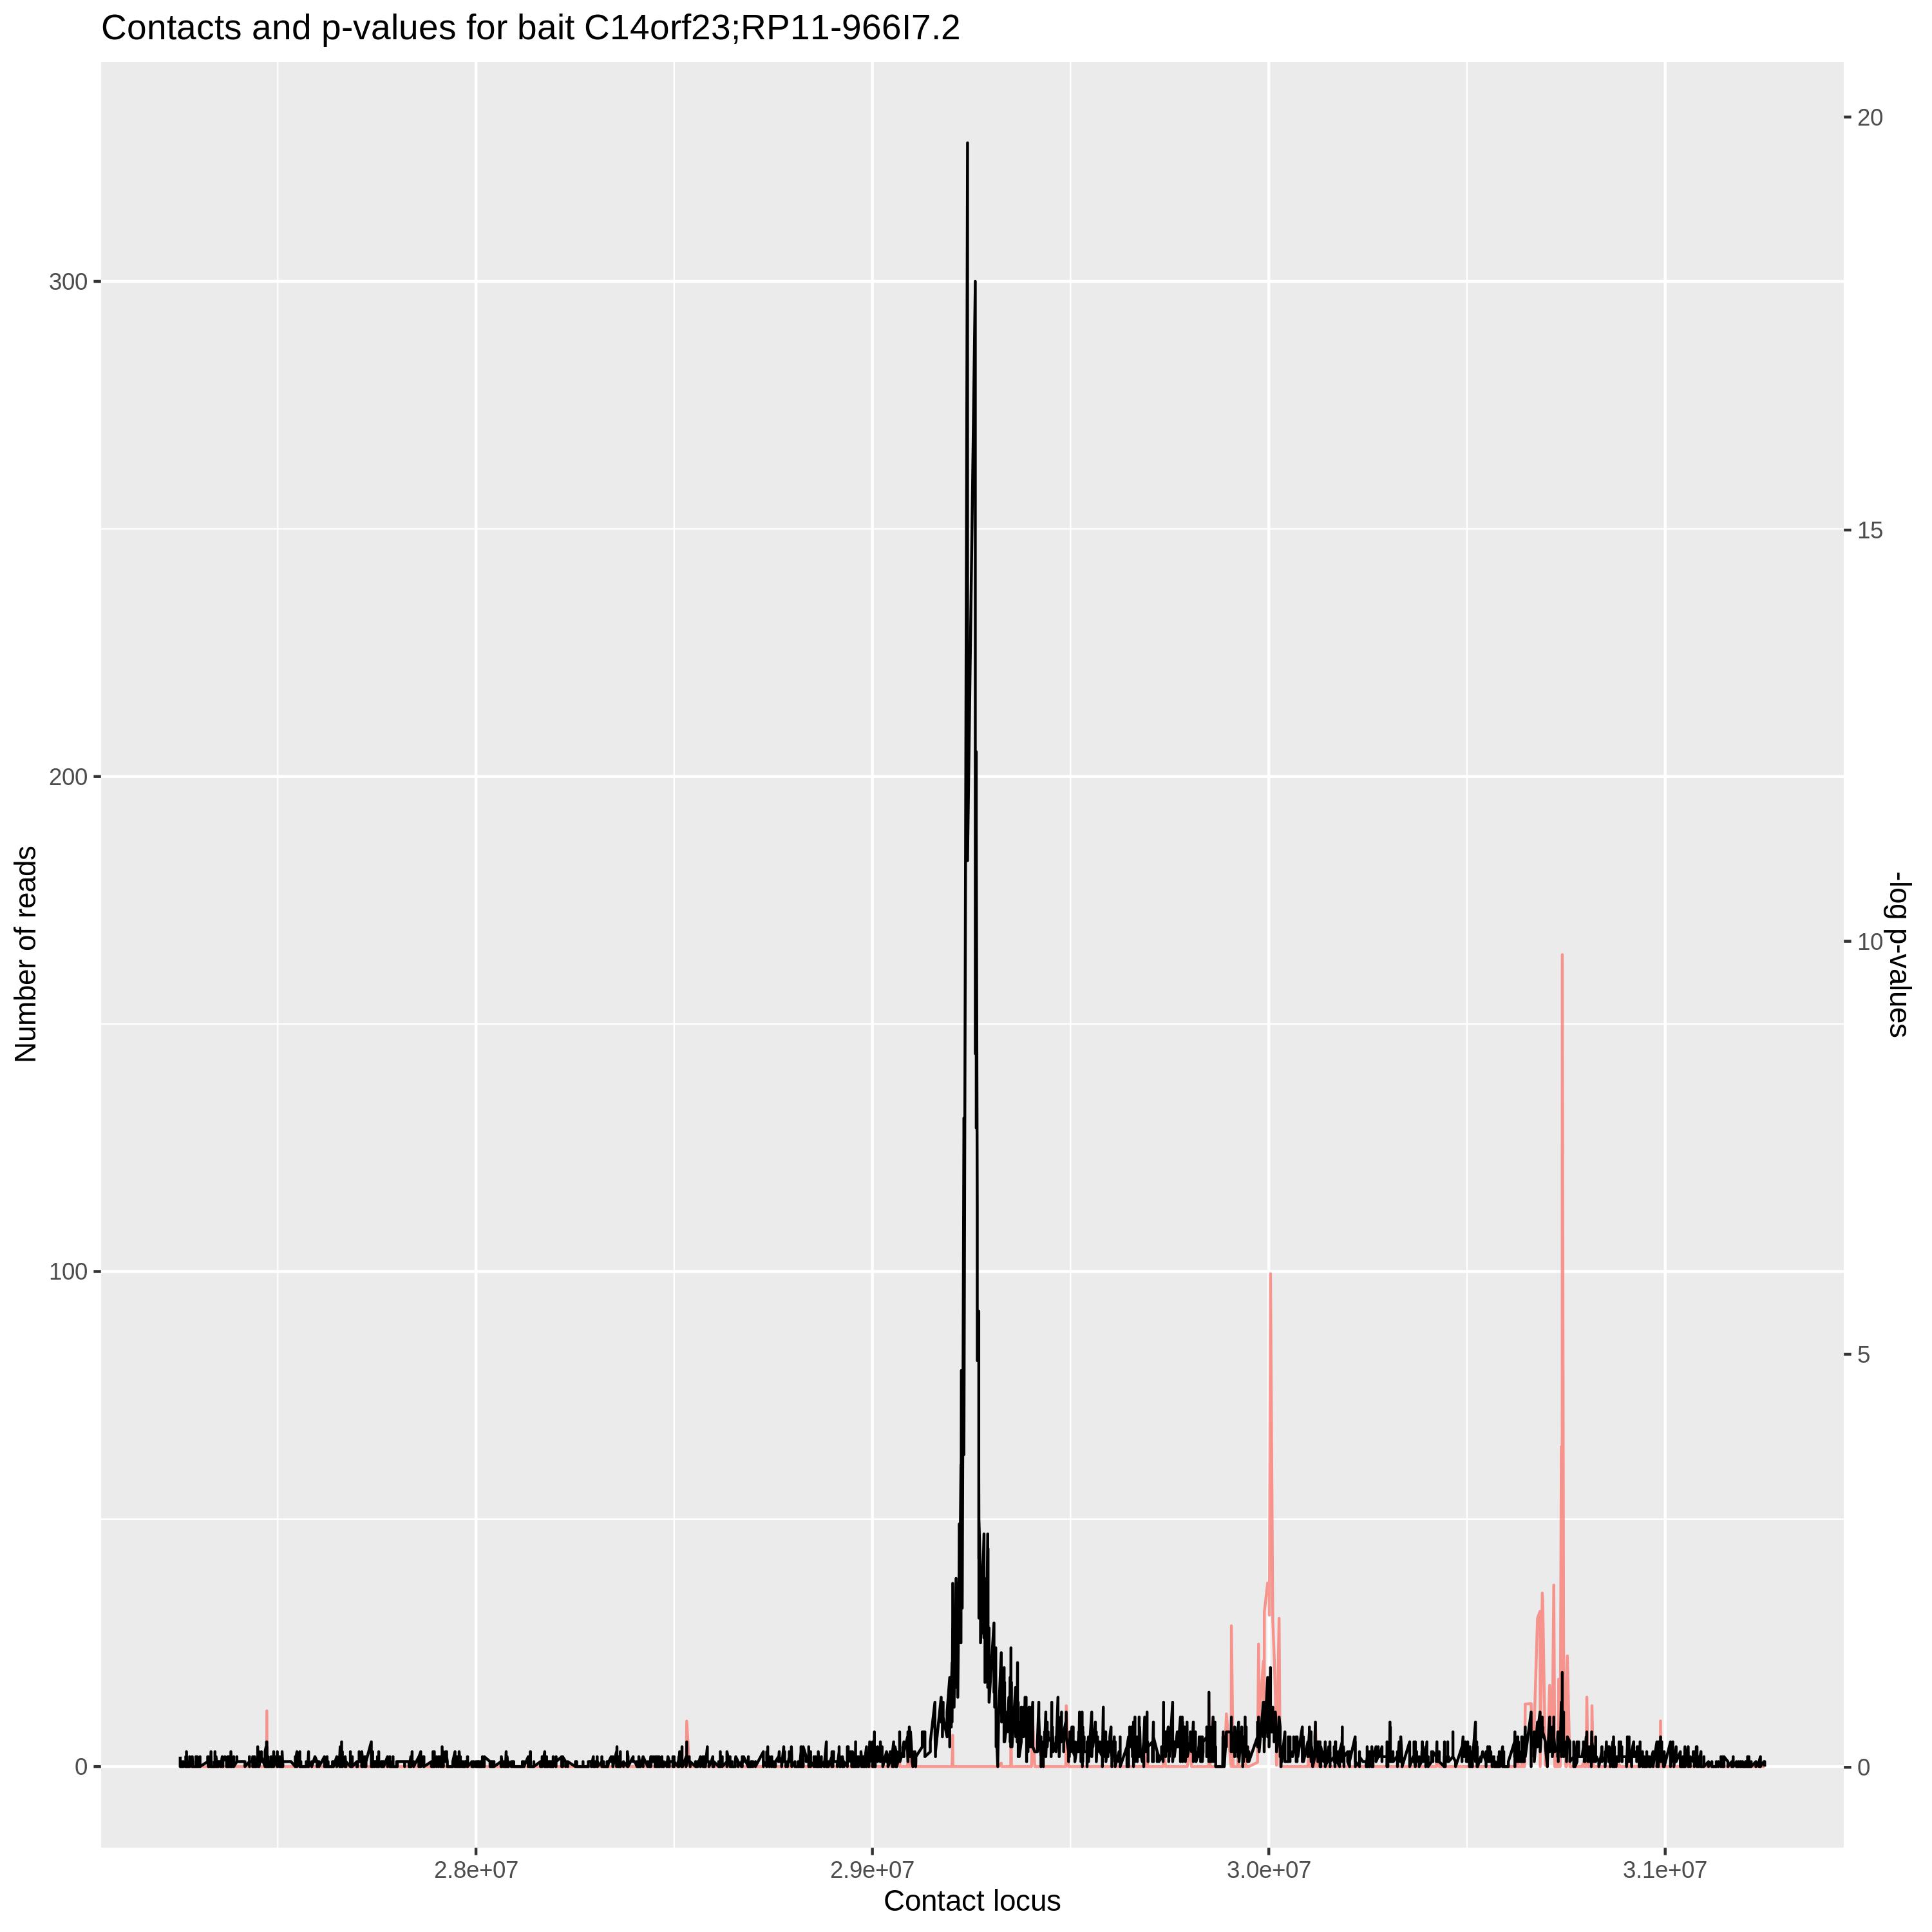 Contacts and p-values for bait C14orf23;RP11-966I7.2
20
300
15
200
Number of reads
-log p-values
10
100
5
0
0
2.8e+07
2.9e+07
3.0e+07
3.1e+07
Contact locus